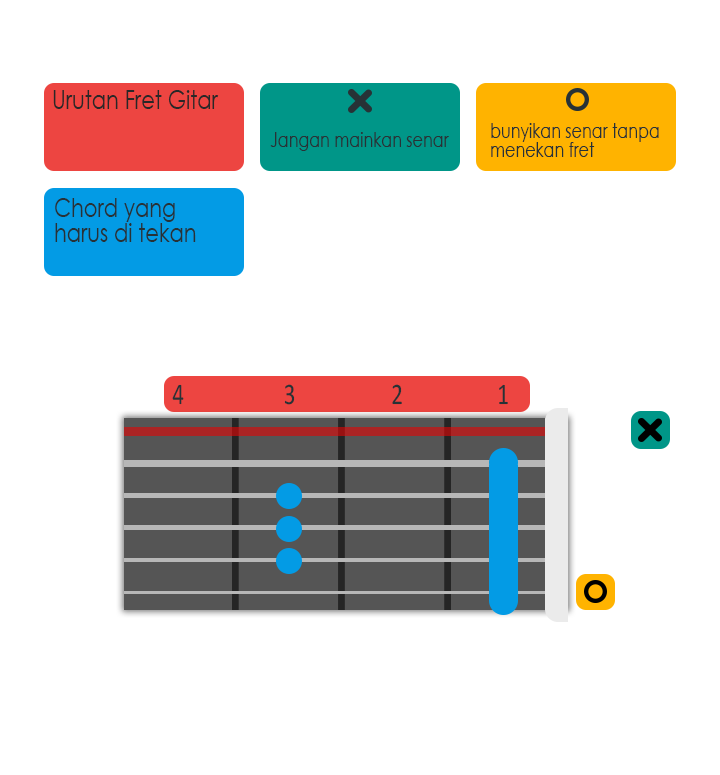 Urutan Fret Gitar
Jangan mainkan senar
bunyikan senar tanpa
menekan fret
Chord yang
harus di tekan
4 3 2 1